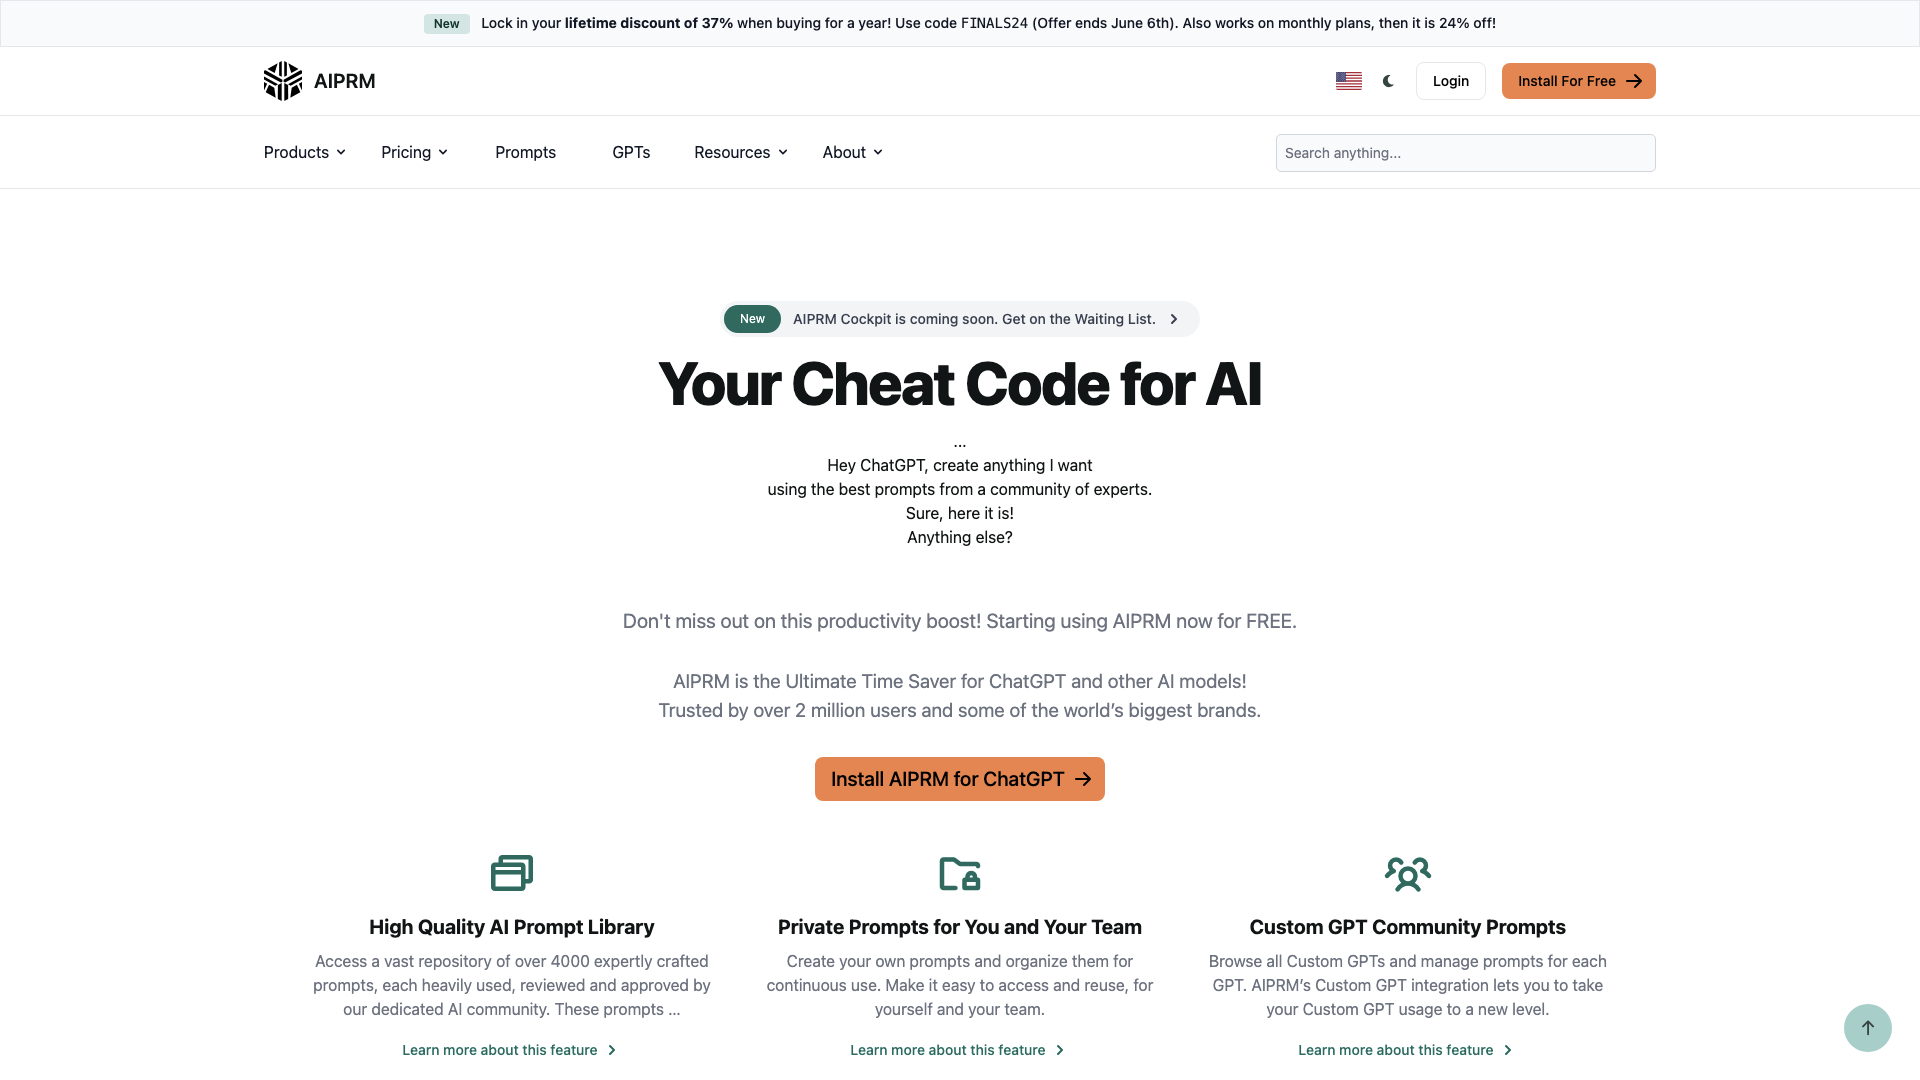 New Lock in your lifetime discount of 37% when buying for a year! Use code FINALS24 (Offer ends June 6th). Also works on monthly plans, then it is 24% off!
AIPRM
Login
Install For Free
Products
Pricing
Prompts
GPTs
Resources
About
Search anything...
New AIPRM Cockpit is coming soon. Get on the Waiting List.
Your Cheat Code for AI
...
Hey ChatGPT, create anything I want
using the best prompts from a community of experts.
Sure, here it is!
Anything else?
Don't miss out on this productivity boost! Starting using AIPRM now for FREE.
AIPRM is the Ultimate Time Saver for ChatGPT and other AI models!
Trusted by over 2 million users and some of the world’s biggest brands.
Install AIPRM for ChatGPT
High Quality AI Prompt Library
Access a vast repository of over 4000 expertly crafted
prompts, each heavily used, reviewed and approved by
our dedicated AI community. These prompts ...
Learn more about this feature
Private Prompts for You and Your Team
Create your own prompts and organize them for
continuous use. Make it easy to access and reuse, for
yourself and your team.
Learn more about this feature
Custom GPT Community Prompts
Browse all Custom GPTs and manage prompts for each
GPT. AIPRM’s Custom GPT integration lets you to take
your Custom GPT usage to a new level.
Learn more about this feature